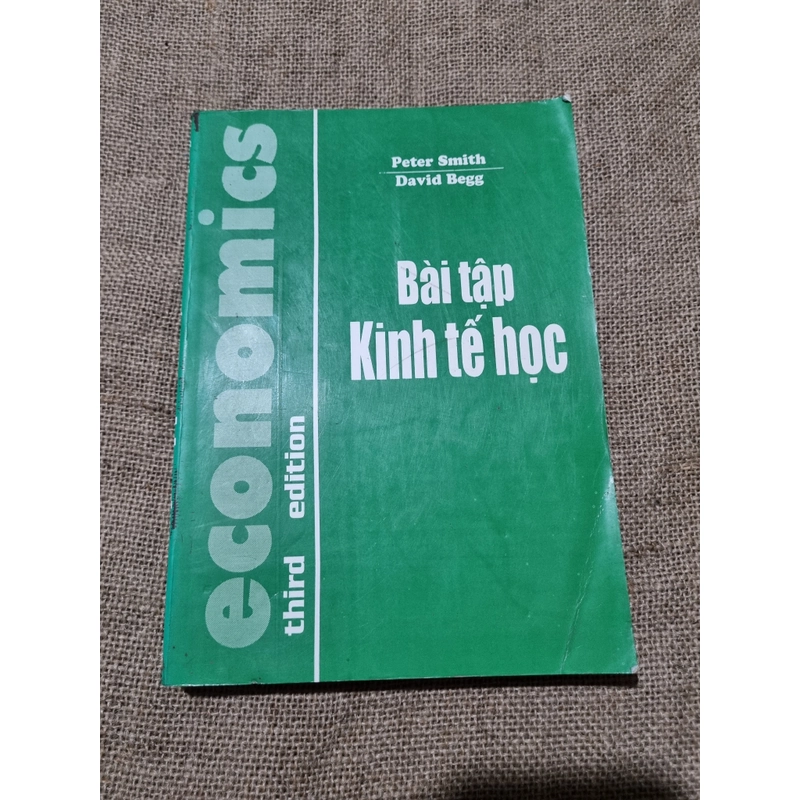 Peter Smith
David Begg
Bài tập
Kinh tế học
economics
third edition